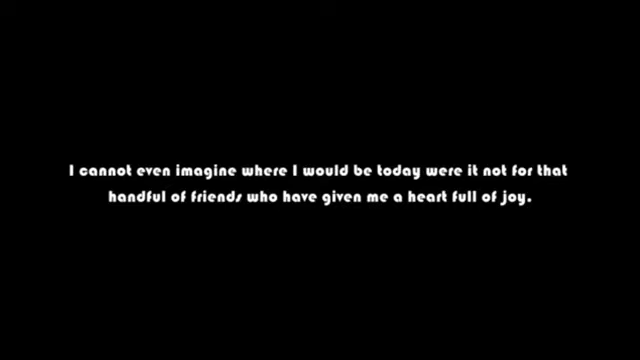 I cannot even imagine where I would be today were it not for that
handful of friends who have given me a heart full of joy.